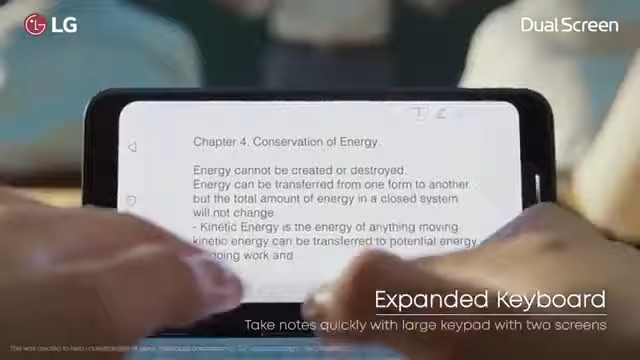 LG
Dual Screen
Chapter 4. Conservation of Energy.
Energy cannot be created or destroyed.
Energy can be transferred from one form to another
but the total amount of energy in a closed system
will not change.
- Kinetic Energy is the energy of anything moving
kinetic energy can be transferred to potential energy
going work and
Expanded Keyboard
Take notes quickly with large keypad with two screens